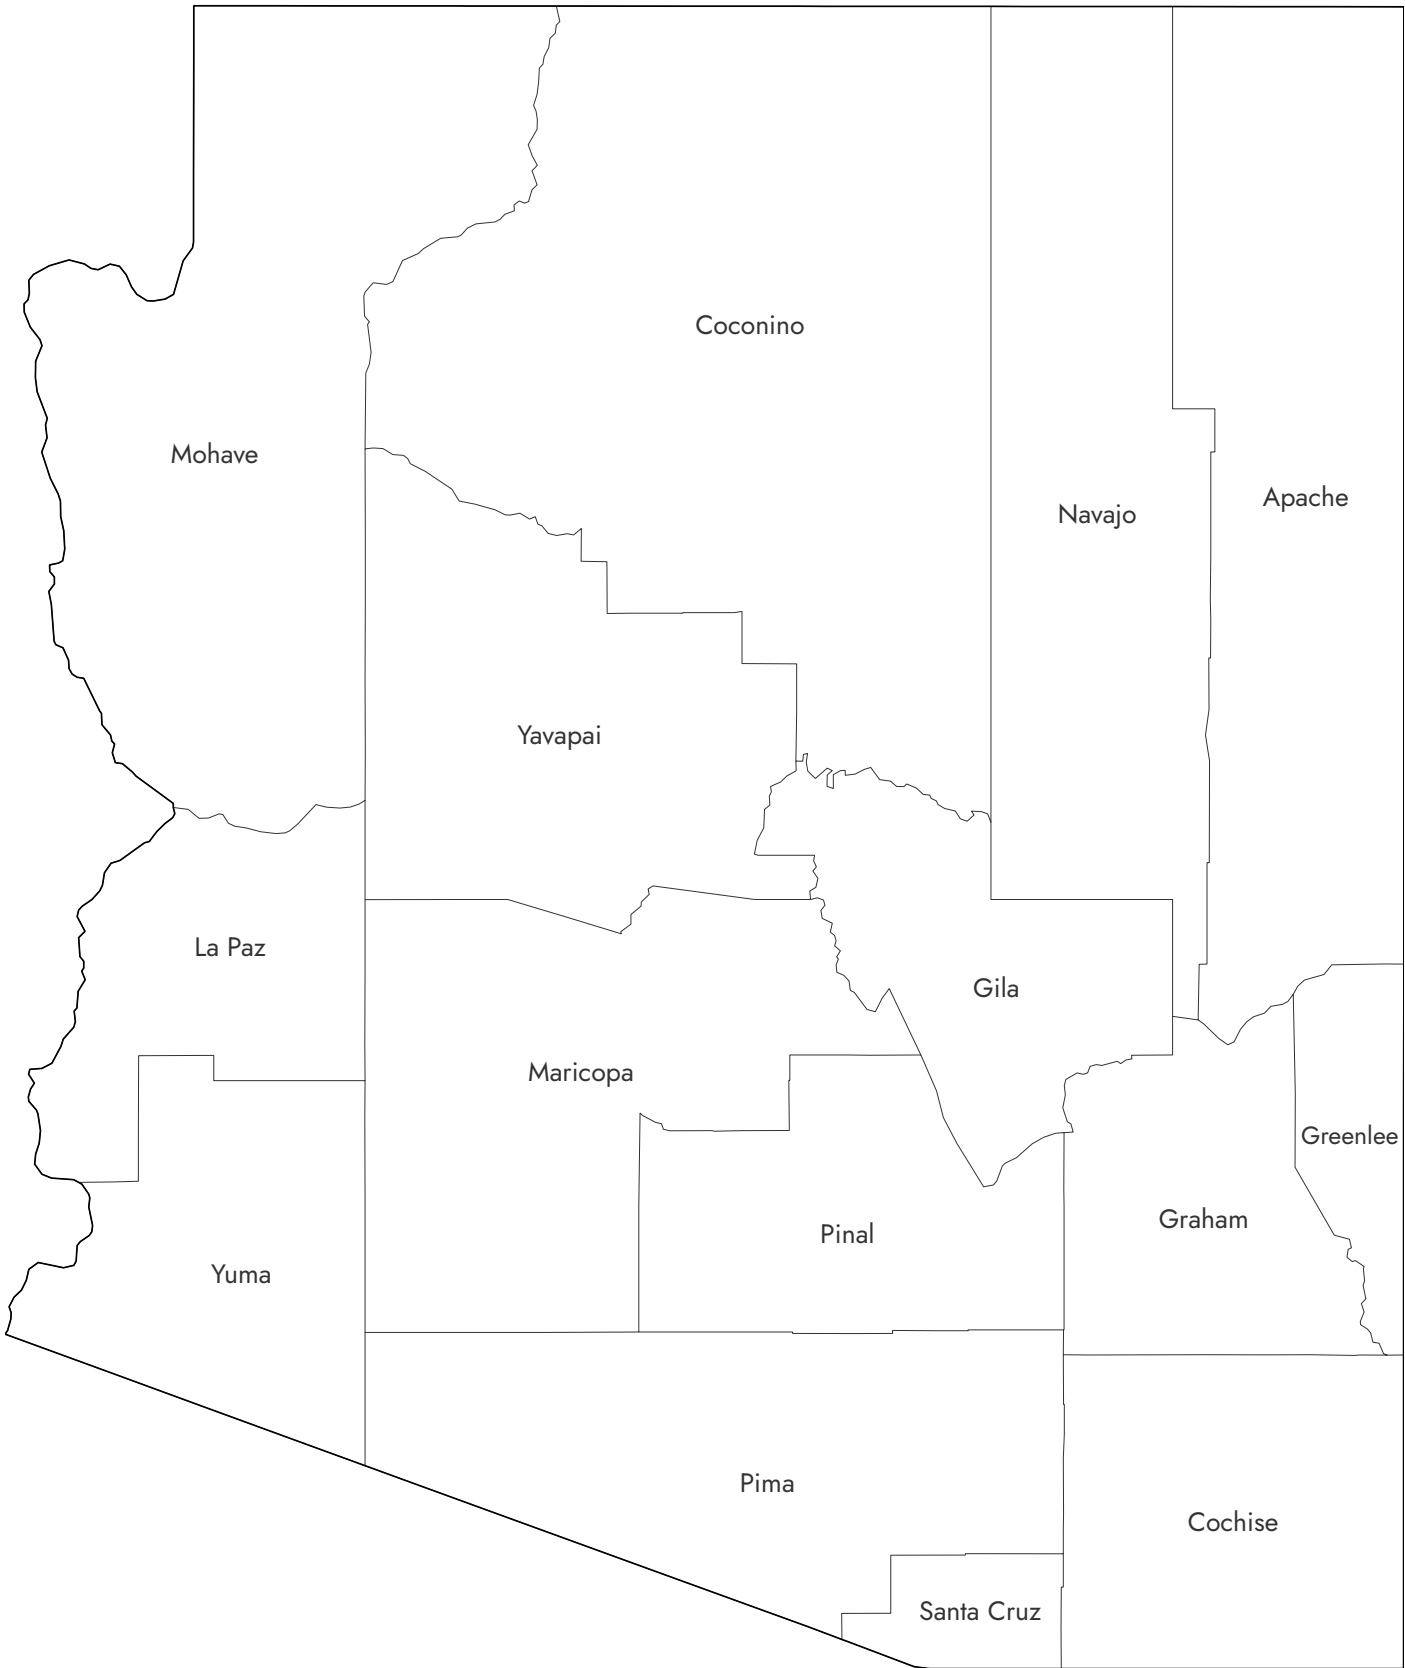 Coconino
Mohave
Apache
Navajo
Yavapai
La Paz
Gila
Maricopa
Greenlee
Graham
Pinal
Yuma
Pima
Cochise
Santa Cruz